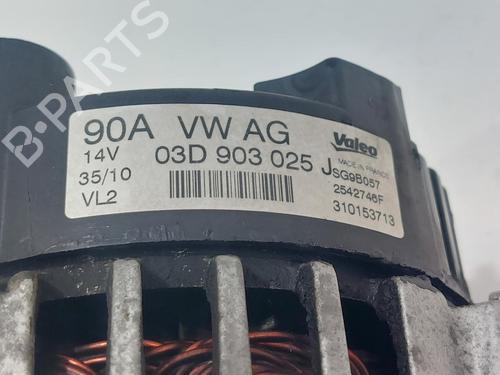 90A VW AG
Valeo
14V 03D 903 025 J
MADE IN FRANCE
35/10
SG9B057
VL2
2542746F
310153713
B-PARTS